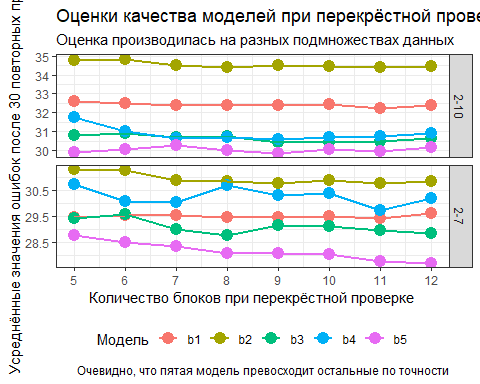 Оценки качества моделей при перекрёстной
Оценка производилась на разных подмножествах данных
Усреднённые значения ошибок после 30 повторных
35
34
33
32
31
30
2-10
30.5
29.5
28.5
2-7
5 6 7 8 9 10 11 12
Количество блоков при перекрёстной проверке
Модель b1 b2 b3 b4 b5
Очевидно, что пятая модель превосходит остальные по точности